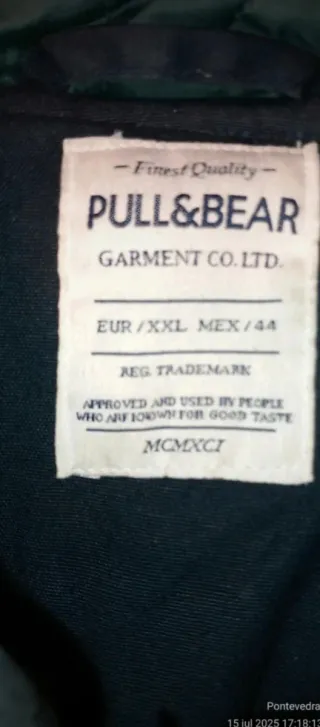 — Finest Quality —
PULL&BEAR
GARMENT CO. LTD.
EUR / XXL MEX / 44
REG. TRADEMARK
APPROVED AND USED BY PEOPLE
WHO ARE KNOWN FOR GOOD TASTE
MCMXCI
Pontevedra
15 jul 2025 17:18:1